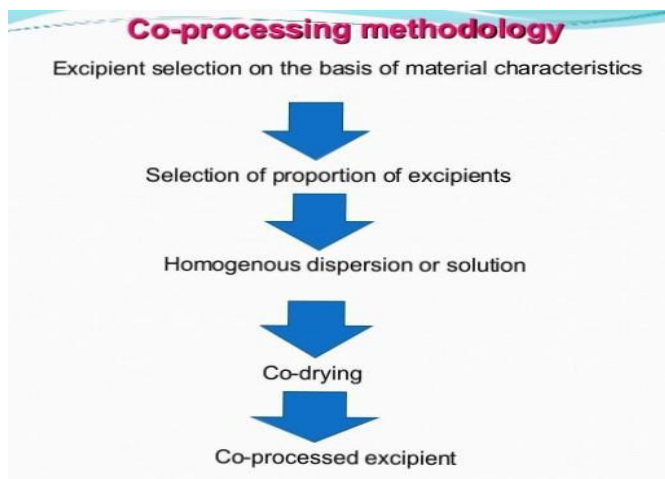 Co-processing methodology
Excipient selection on the basis of material characteristics
Selection of proportion of excipients
Homogenous dispersion or solution
Co-drying
Co-processed excipient